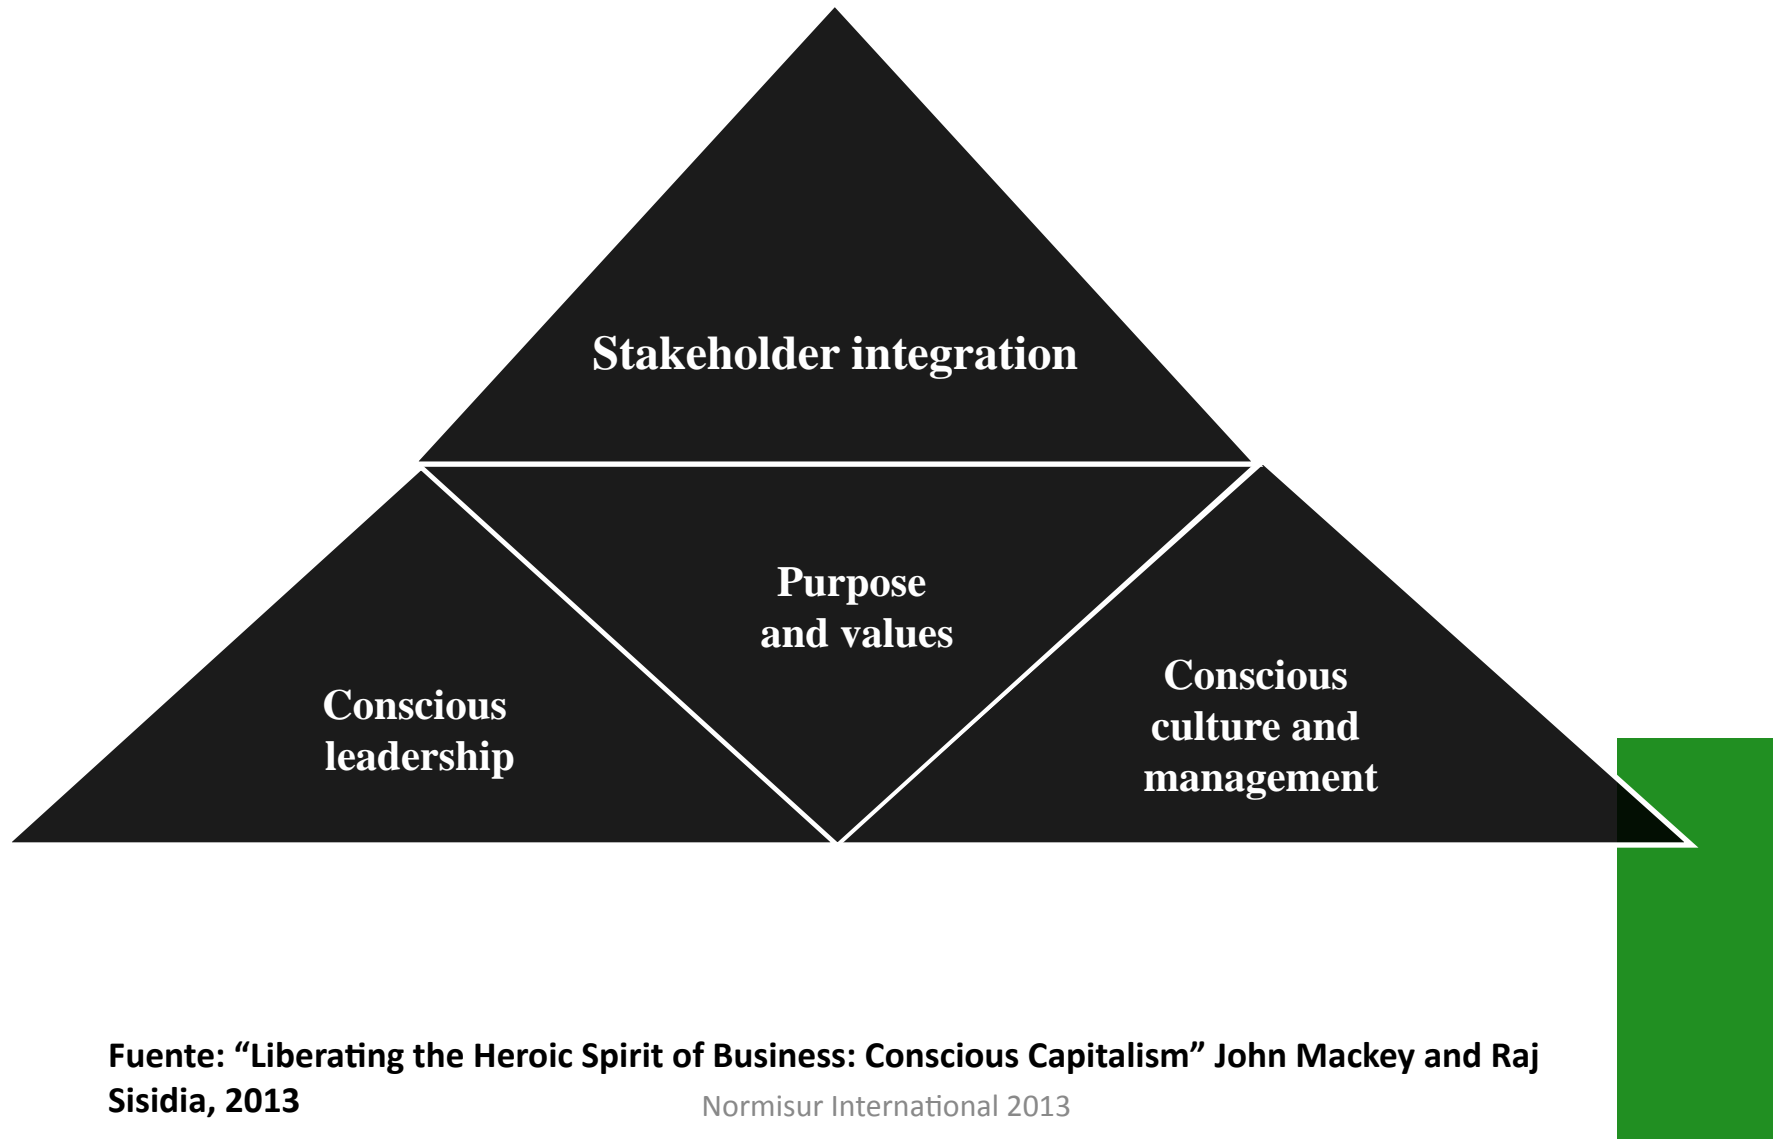 Stakeholder integration
Purpose
and values
Conscious
leadership
Conscious
culture and
management
Fuente: “Liberating the Heroic Spirit of Business: Conscious Capitalism” John Mackey and Raj
Sisidia, 2013
Normisur International 2013